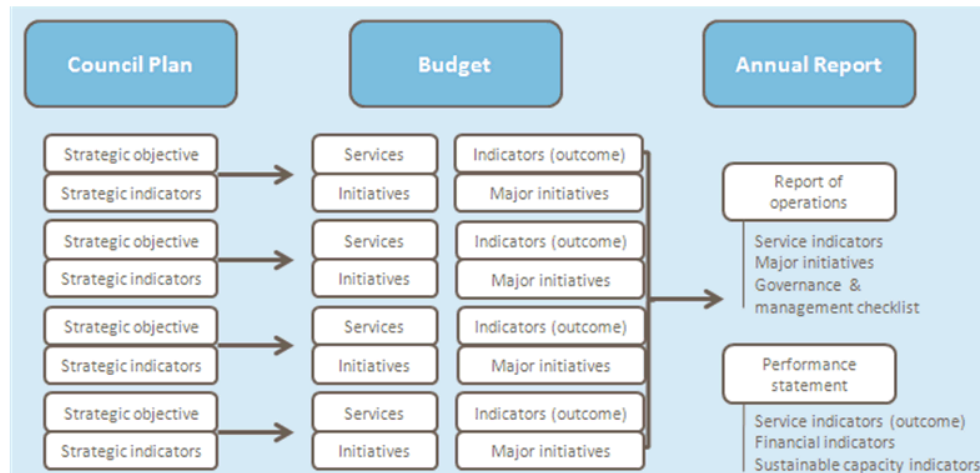 Council Plan
Budget
Annual Report
Strategic objective
Strategic indicators
Services
Initiatives
Indicators (outcome)
Major initiatives
Strategic objective
Strategic indicators
Services
Initiatives
Indicators (outcome)
Major initiatives
Strategic objective
Strategic indicators
Services
Initiatives
Indicators (outcome)
Major initiatives
Strategic objective
Strategic indicators
Services
Initiatives
Indicators (outcome)
Major initiatives
Report of
operations
Service indicators
Major initiatives
Governance &
management checklist
Performance
statement
Service indicators (outcome)
Financial indicators
Sustainable capacity indicators